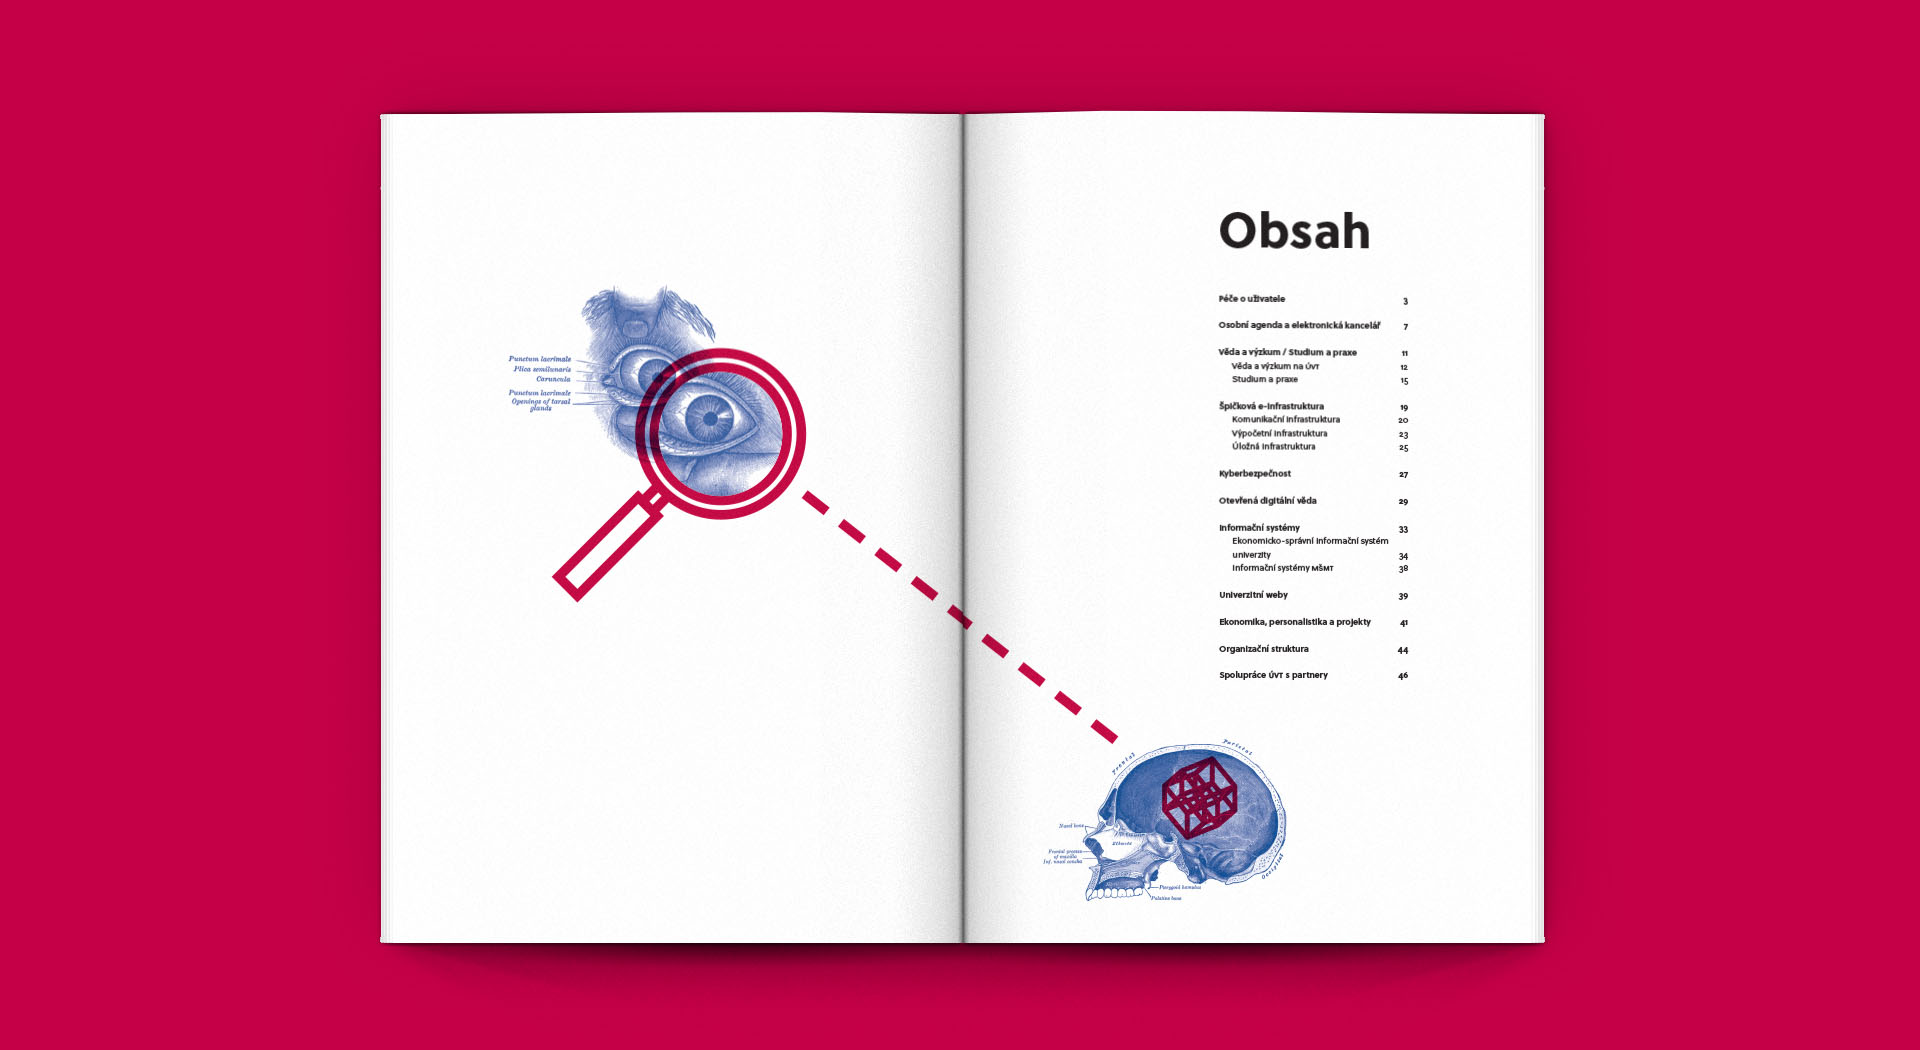 Punctum lacrimale
Plica semilunaris
Caruncula
Punctum lacrimale
Openings of tarsal
glands
Obsah
Péče o uživatele 3
Osobní agenda a elektronická kancelář 7
Věda a výzkum / Studium a praxe 11
Věda a výzkum na ÚVT 12
Studium a praxe 15
Špičková e-infrastruktura 19
Komunikační infrastruktura 20
Výpočetní infrastruktura 23
Úložná infrastruktura 25
Kyberbezpečnost 27
Otevřená digitální věda 29
Informační systémy 33
Ekonomicko-správní informační systém
univerzity 34
Informační systémy MŠMT 38
Univerzitní weby 39
Ekonomika, personalistika a projekty 41
Organizační struktura 44
Spolupráce ÚVT s partnery 46
Frontal
Parietal
Nasal bone
Ethmoid
Frontal process
of maxilla
Inf. nasal concha
Occipital
Pterygoid hamulus
Palatine bone